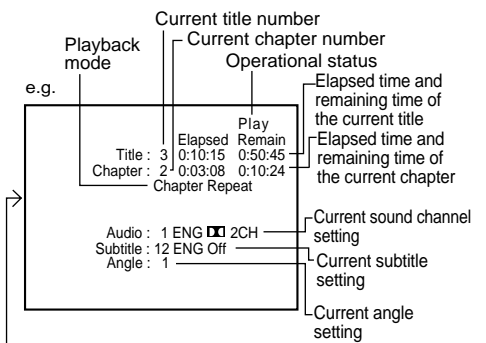 Current title number
Current chapter number
Playback
mode
Operational status
e.g.
Play
Elapsed Remain
Title : 3 0:10:15 0:50:45
Chapter : 2 0:03:08 0:10:24
Chapter Repeat
Audio : 1 ENG 2CH
Subtitle : 12 ENG Off
Angle : 1
Elapsed time and
remaining time of
the current title
Elapsed time and
remaining time of
the current chapter
Current sound channel
setting
Current subtitle
setting
Current angle
setting